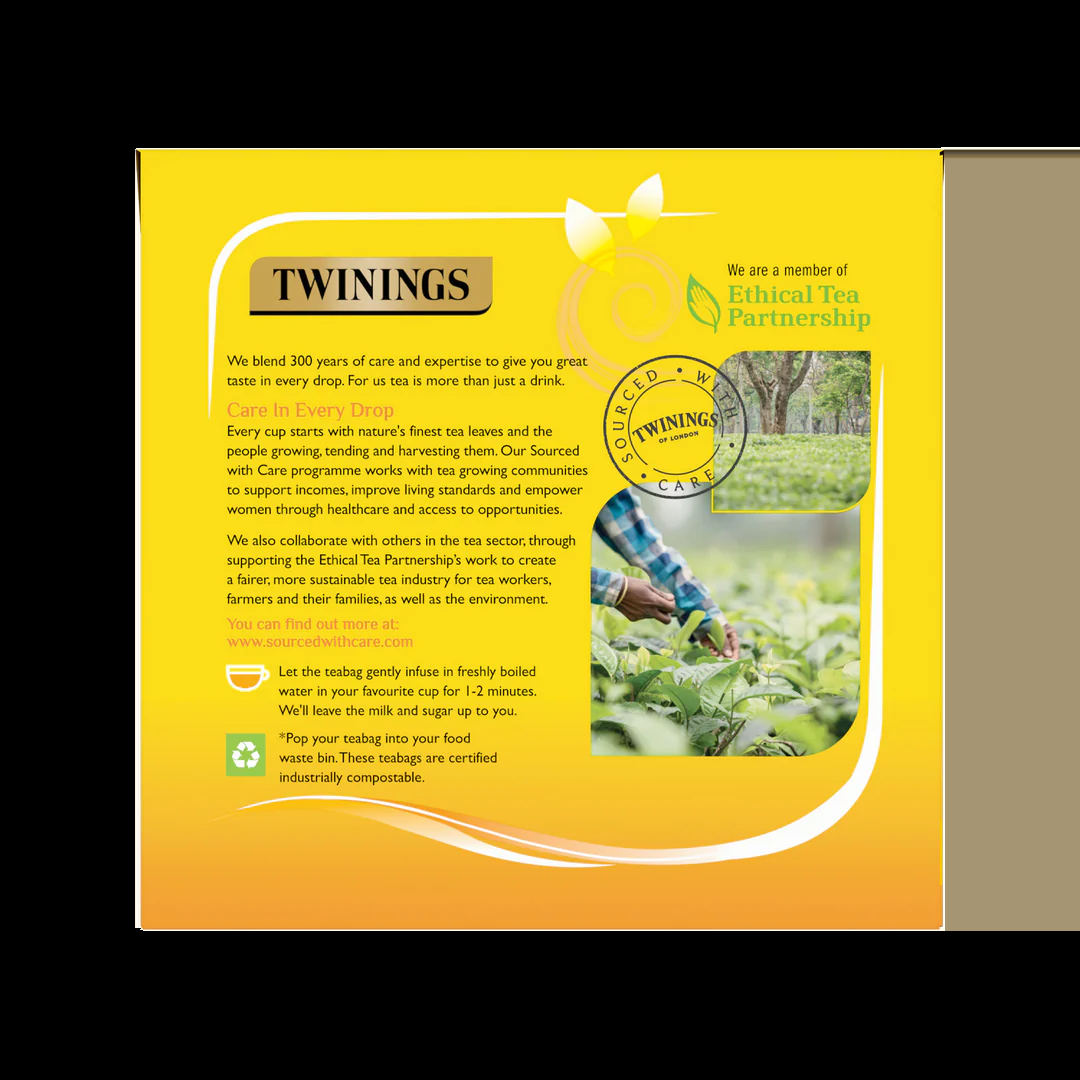 TWININGS
We are a member of
Ethical Tea
Partnership
We blend 300 years of care and expertise to give you great
taste in every drop. For us tea is more than just a drink.
Care In Every Drop
Every cup starts with nature's finest tea leaves and the
people growing, tending and harvesting them. Our Sourced
with Care programme works with tea growing communities
to support incomes, improve living standards and empower
women through healthcare and access to opportunities.
We also collaborate with others in the tea sector, through
supporting the Ethical Tea Partnership's work to create
a fairer, more sustainable tea industry for tea workers,
farmers and their families, as well as the environment.
You can find out more at:
www.sourcedwithcare.com
Let the teabag gently infuse in freshly boiled
water in your favourite cup for 1-2 minutes.
We'll leave the milk and sugar up to you.
*Pop your teabag into your food
waste bin. These teabags are certified
industrially compostable.
SOURCED • WITH • CARE •
TWININGS
OF LONDON